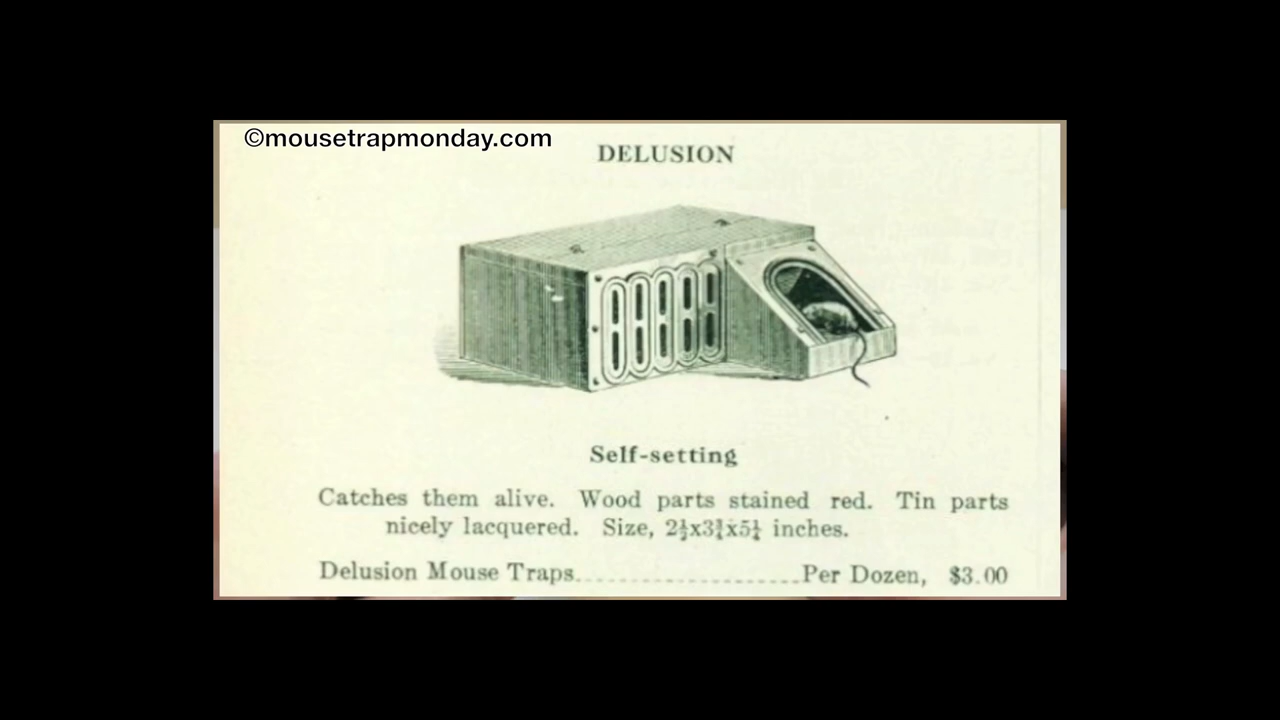 ©mousetrapmonday.com
DELUSION
Self-setting
Catches them alive. Wood parts stained red. Tin parts
nicely lacquered. Size, 2½x3¾x5¼ inches.
Delusion Mouse Traps....................Per Dozen, $3.00